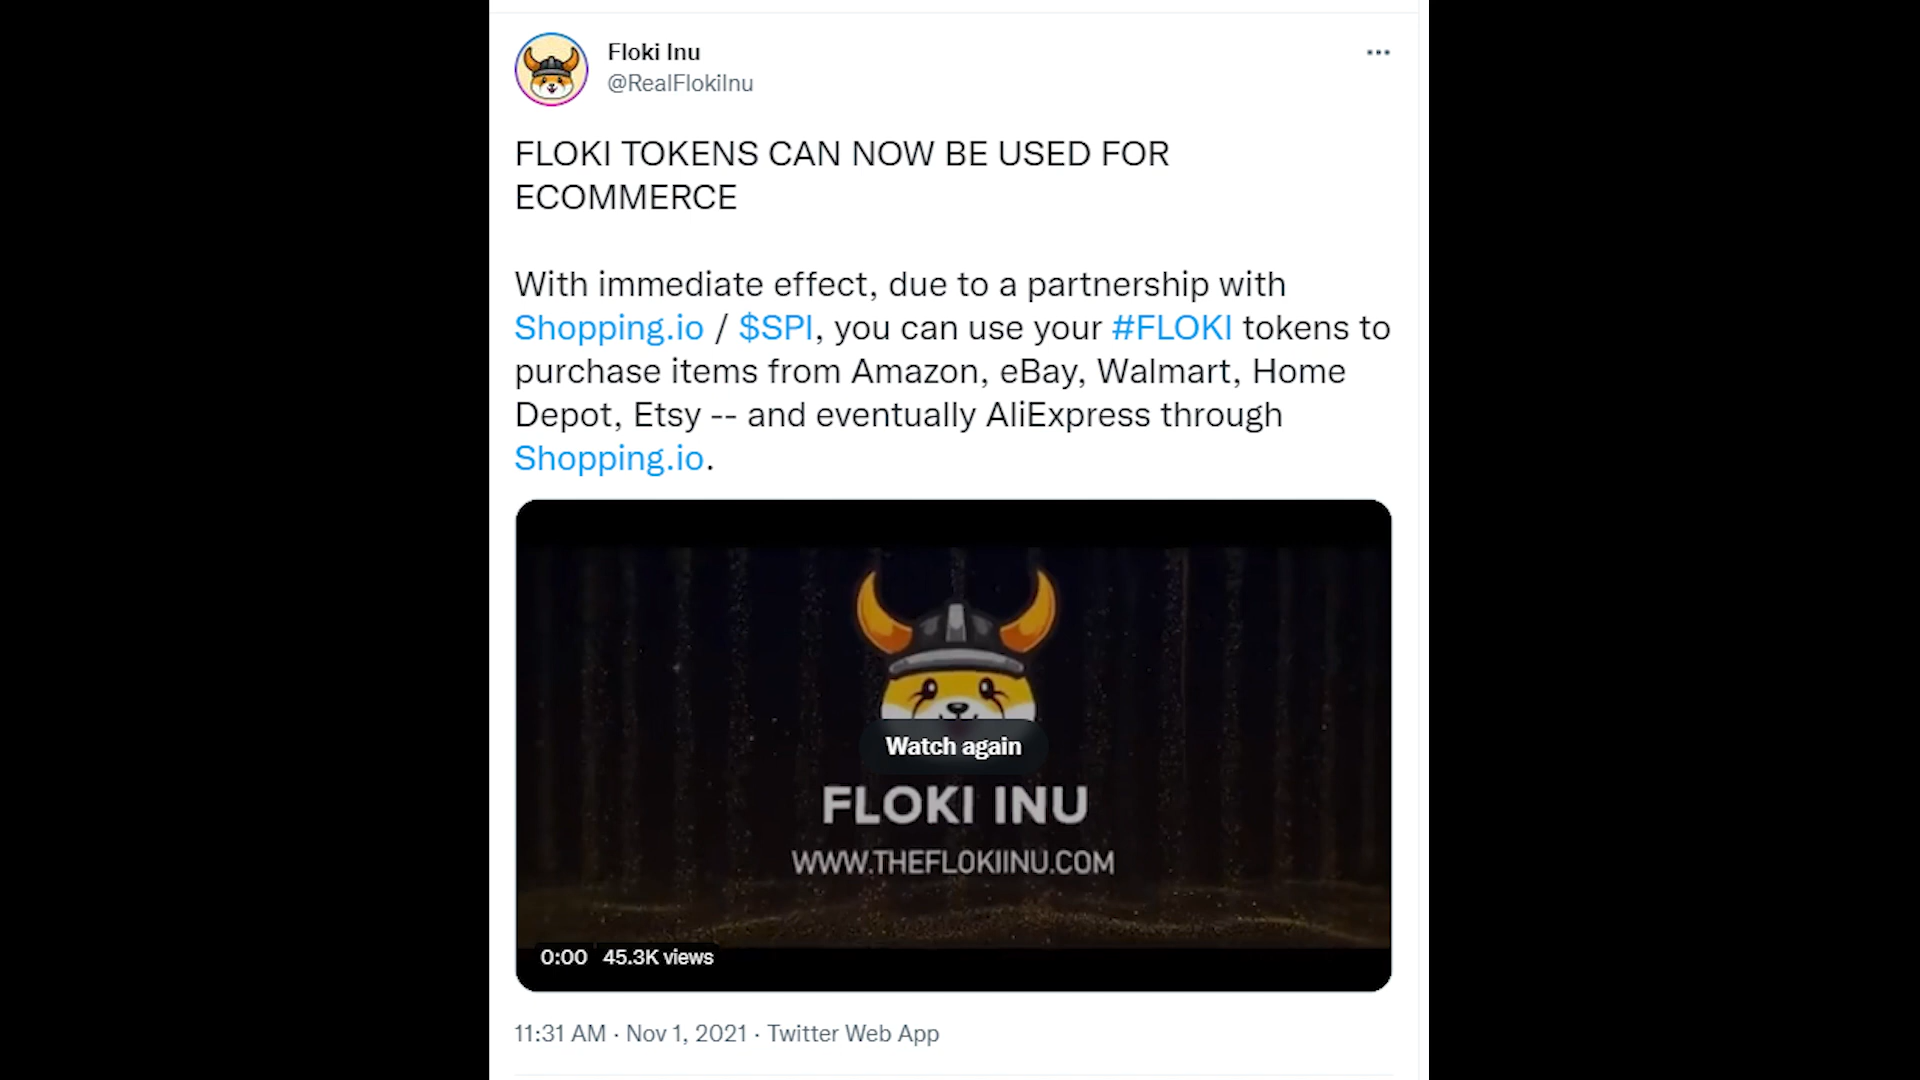 Floki Inu
@RealFlokiInu
FLOKI TOKENS CAN NOW BE USED FOR
ECOMMERCE
With immediate effect, due to a partnership with
Shopping.io / $SPI, you can use your #FLOKI tokens to
purchase items from Amazon, eBay, Walmart, Home
Depot, Etsy -- and eventually AliExpress through
Shopping.io.
Watch again
FLOKI INU
WWW.THEFLOKIINU.COM
0:00 45.3K views
11:31 AM · Nov 1, 2021 · Twitter Web App